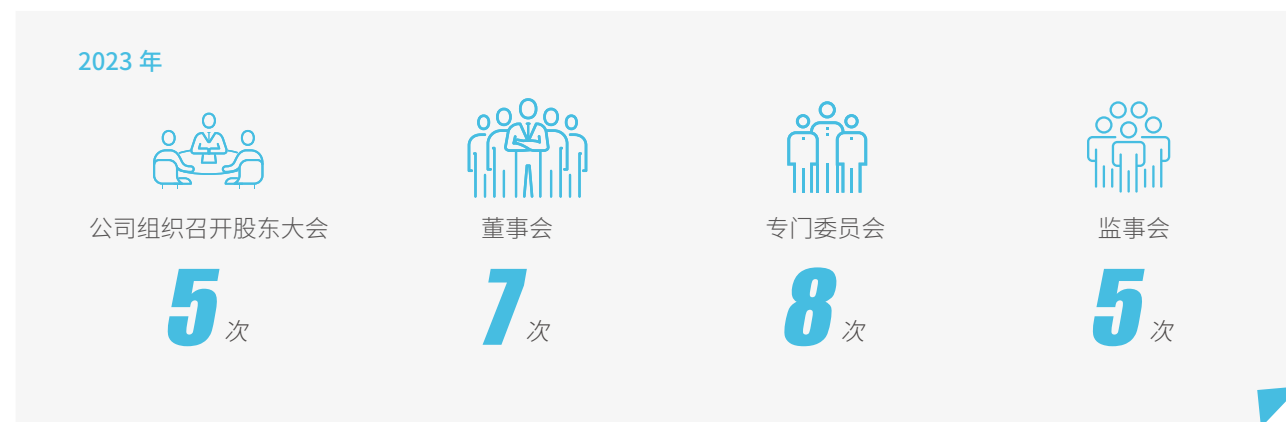 2023 年
公司组织召开股东大会
董事会
专门委员会
监事会
5 次
7 次
8 次
5 次